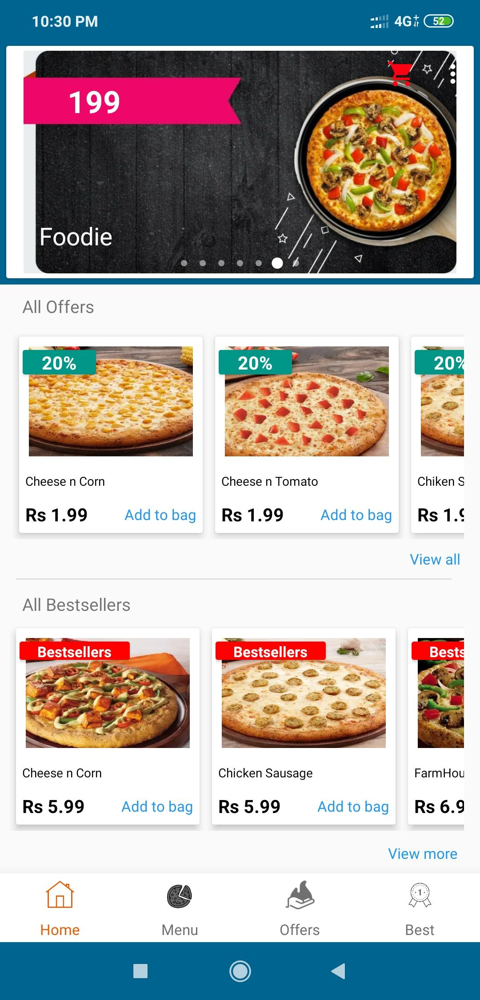 10:30 PM
4G+
52
199
Foodie
All Offers
20%
20%
20%
Cheese n Corn
Cheese n Tomato
Chiken S
Rs 1.99
Add to bag
Rs 1.99
Add to bag
Rs 1.9
View all
All Bestsellers
Bestsellers
Bestsellers
Bests
Cheese n Corn
Chicken Sausage
FarmHou
Rs 5.99
Add to bag
Rs 5.99
Add to bag
Rs 6.9
View more
1
Home
Menu
Offers
Best